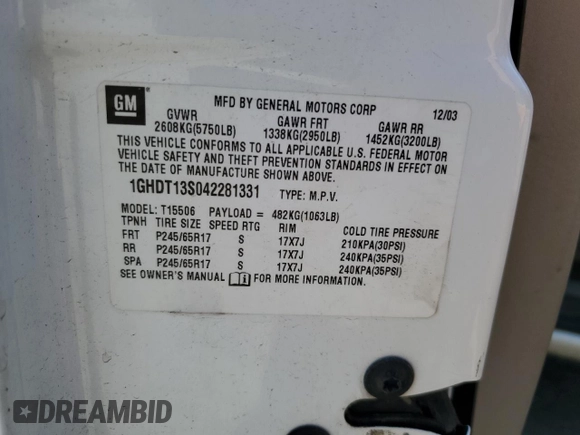 GM
MFD BY GENERAL MOTORS CORP 12/03
GVWR GAWR FRT GAWR RR
2608KG(5750LB) 1338KG(2950LB) 1452KG(3200LB)
THIS VEHICLE CONFORMS TO ALL APPLICABLE U.S. FEDERAL MOTOR
VEHICLE SAFETY AND THEFT PREVENTION STANDARDS IN EFFECT ON
THE DATE OF MANUFACTURE SHOWN ABOVE.
1GHDT13S042281331 TYPE: M.P.V.
MODEL: T15506 PAYLOAD = 482KG(1063LB)
TPNH TIRE SIZE SPEED RTG RIM COLD TIRE PRESSURE
FRT P245/65R17 S 17X7J 210KPA(30PSI)
RR P245/65R17 S 17X7J 240KPA(35PSI)
SPA P245/65R17 S 17X7J 240KPA(35PSI)
SEE OWNER'S MANUAL FOR MORE INFORMATION.
DREAMBID